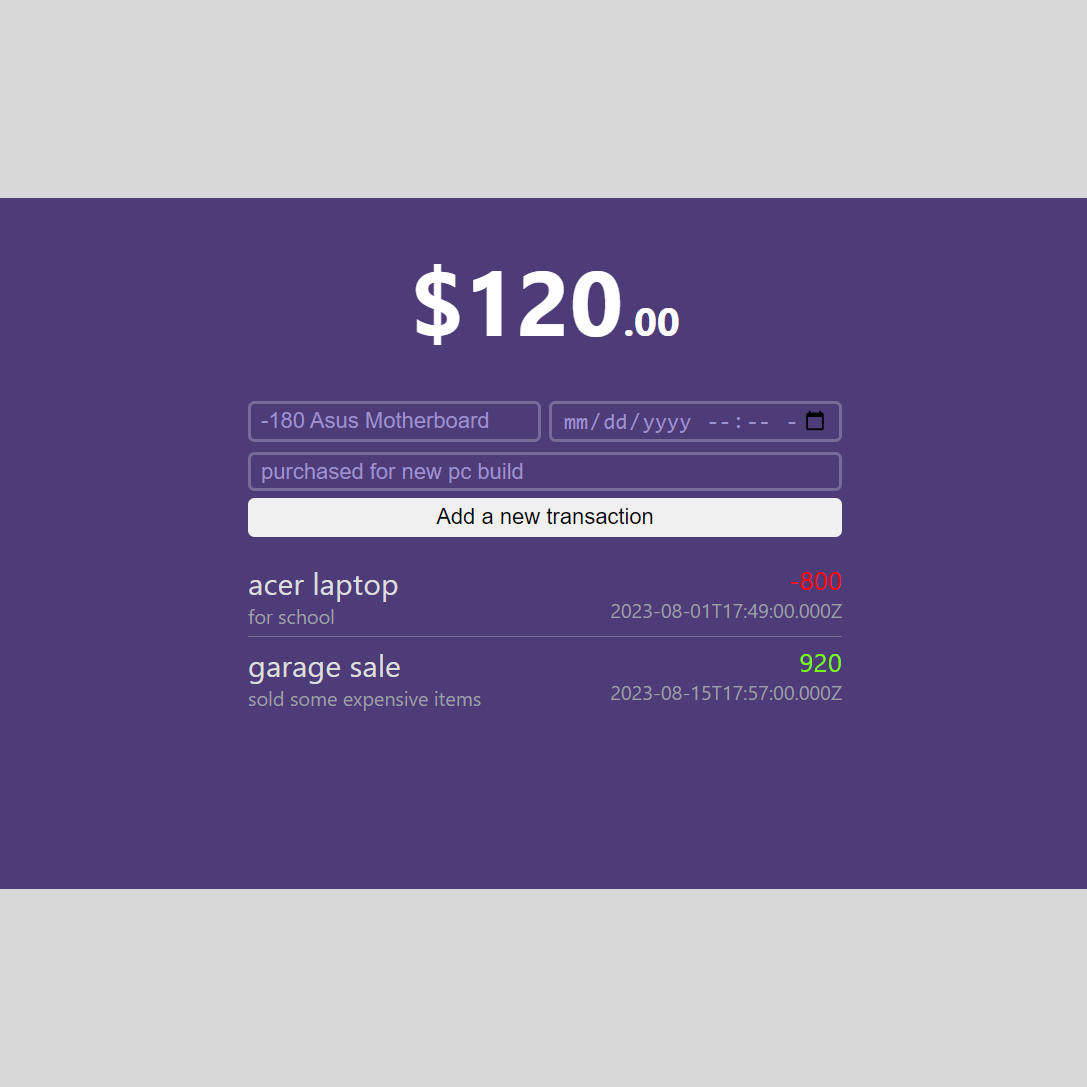 $120.00
-180 Asus Motherboard mm/dd/yyyy --:-- -
purchased for new pc build
Add a new transaction
acer laptop -800
for school 2023-08-01T17:49:00.000Z
garage sale 920
sold some expensive items 2023-08-15T17:57:00.000Z